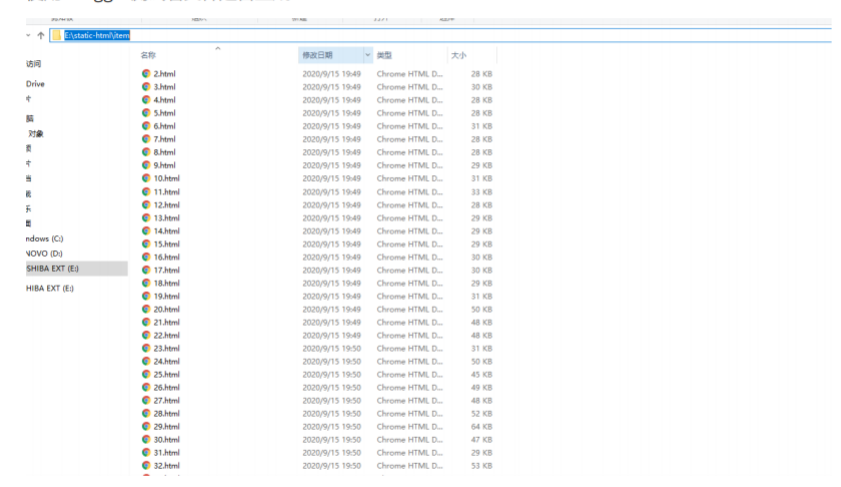 E:\static-html\item
名称 修改日期 类型 大小
访问
2.html 2020/9/15 19:49 Chrome HTML D... 28 KB
Drive
3.html 2020/9/15 19:49 Chrome HTML D... 30 KB
4.html 2020/9/15 19:49 Chrome HTML D... 28 KB
5.html 2020/9/15 19:49 Chrome HTML D... 28 KB
6.html 2020/9/15 19:49 Chrome HTML D... 31 KB
对象
7.html 2020/9/15 19:49 Chrome HTML D... 28 KB
8.html 2020/9/15 19:49 Chrome HTML D... 28 KB
9.html 2020/9/15 19:49 Chrome HTML D... 29 KB
10.html 2020/9/15 19:49 Chrome HTML D... 31 KB
11.html 2020/9/15 19:49 Chrome HTML D... 33 KB
12.html 2020/9/15 19:49 Chrome HTML D... 28 KB
13.html 2020/9/15 19:49 Chrome HTML D... 29 KB
14.html 2020/9/15 19:49 Chrome HTML D... 29 KB
ndows (C:)
15.html 2020/9/15 19:49 Chrome HTML D... 29 KB
NOVO (D:)
16.html 2020/9/15 19:49 Chrome HTML D... 30 KB
SHIBA EXT (E:)
17.html 2020/9/15 19:49 Chrome HTML D... 30 KB
18.html 2020/9/15 19:49 Chrome HTML D... 29 KB
HIBA EXT (E:)
19.html 2020/9/15 19:49 Chrome HTML D... 31 KB
20.html 2020/9/15 19:49 Chrome HTML D... 50 KB
21.html 2020/9/15 19:49 Chrome HTML D... 48 KB
22.html 2020/9/15 19:49 Chrome HTML D... 48 KB
23.html 2020/9/15 19:50 Chrome HTML D... 31 KB
24.html 2020/9/15 19:50 Chrome HTML D... 50 KB
25.html 2020/9/15 19:50 Chrome HTML D... 45 KB
26.html 2020/9/15 19:50 Chrome HTML D... 49 KB
27.html 2020/9/15 19:50 Chrome HTML D... 48 KB
28.html 2020/9/15 19:50 Chrome HTML D... 52 KB
29.html 2020/9/15 19:50 Chrome HTML D... 64 KB
30.html 2020/9/15 19:50 Chrome HTML D... 47 KB
31.html 2020/9/15 19:50 Chrome HTML D... 29 KB
32.html 2020/9/15 19:50 Chrome HTML D... 53 KB